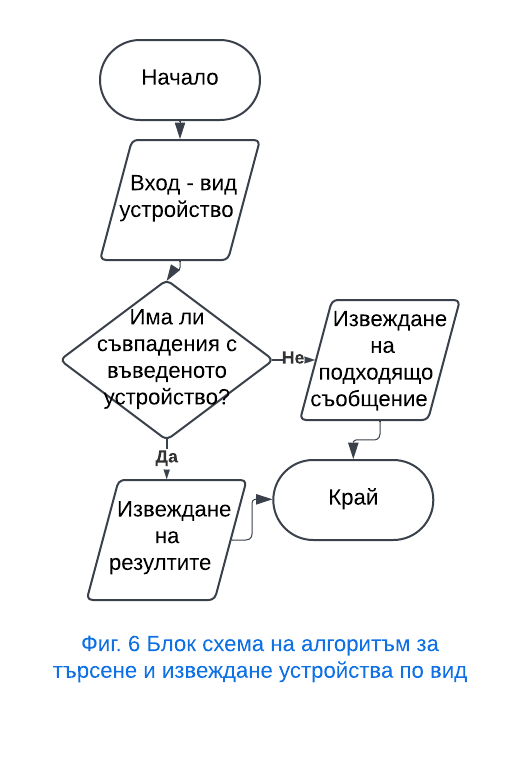 Начало
Вход - вид
устройство
Има ли
съвпадения с
въведеното
устройство?
Не
Извеждане
на
подходящо
съобщение
Да
Извеждане
на
резултите
Край
Фиг. 6 Блок схема на алгоритъм за
търсене и извеждане устройства по вид